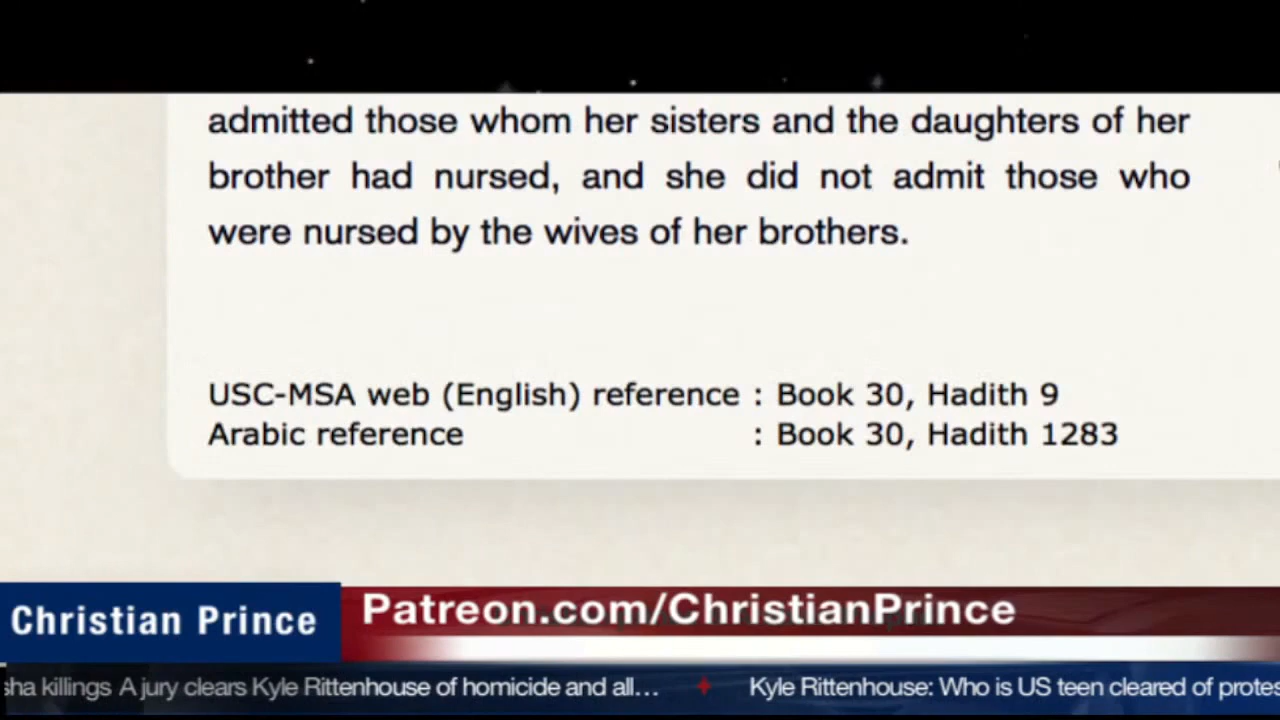 admitted those whom her sisters and the daughters of her
brother had nursed, and she did not admit those who
were nursed by the wives of her brothers.
USC-MSA web (English) reference : Book 30, Hadith 9
Arabic reference : Book 30, Hadith 1283
Christian Prince
Patreon.com/ChristianPrince
sha killings A jury clears Kyle Rittenhouse of homicide and all... Kyle Rittenhouse: Who is US teen cleared of protes